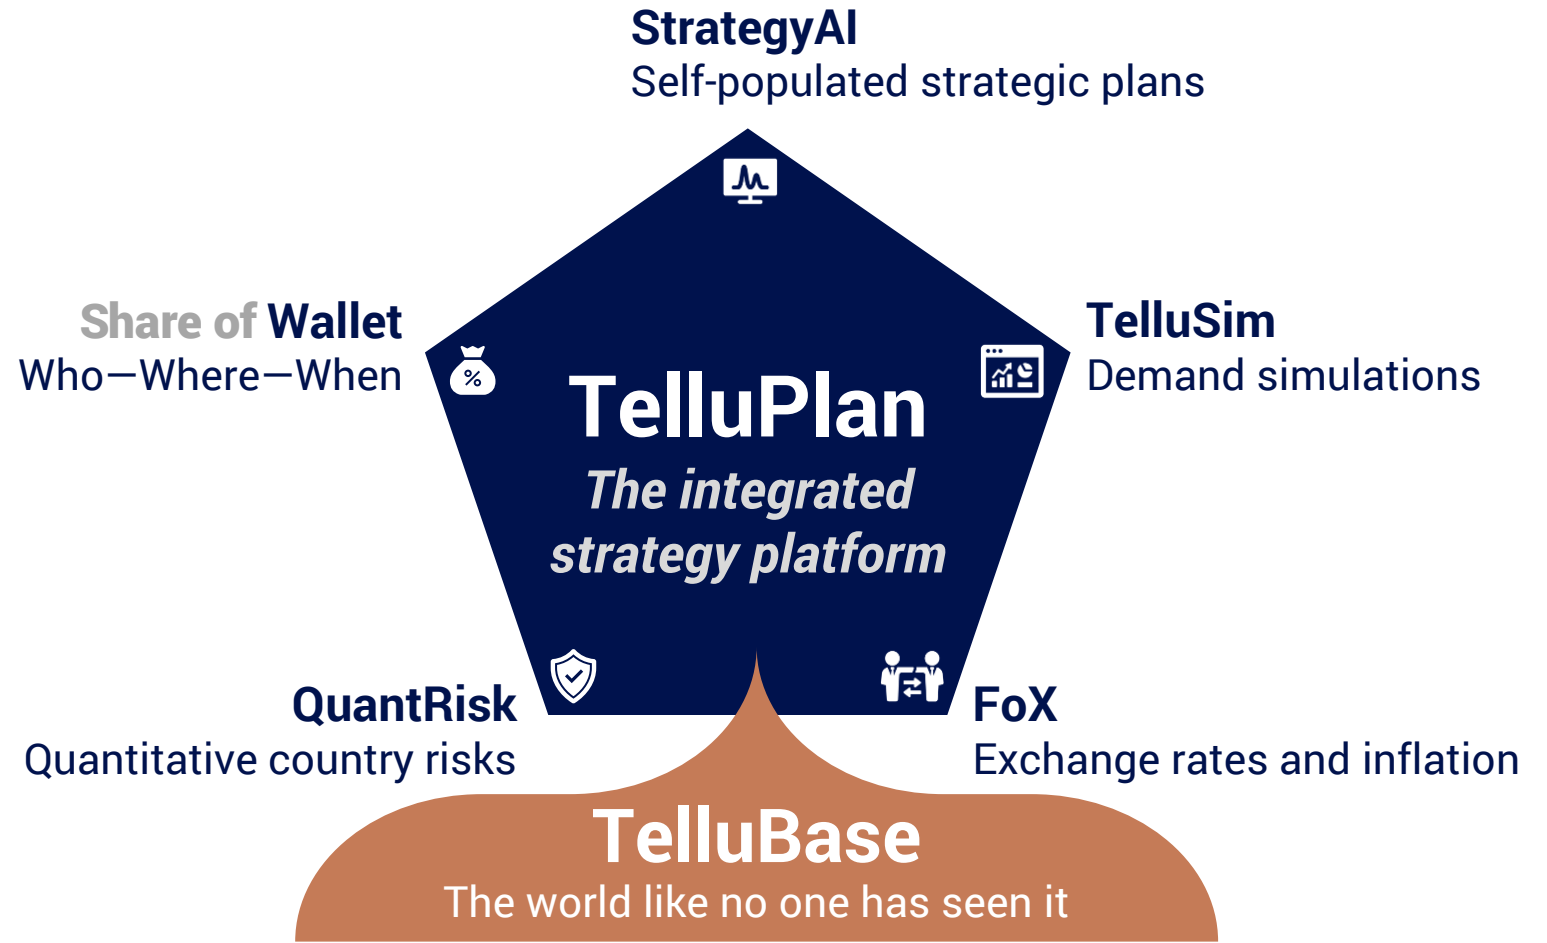 StrategyAI
Self-populated strategic plans
Share of Wallet
Who—Where—When
TelluSim
Demand simulations
TelluPlan
The integrated
strategy platform
QuantRisk
Quantitative country risks
FoX
Exchange rates and inflation
TelluBase
The world like no one has seen it